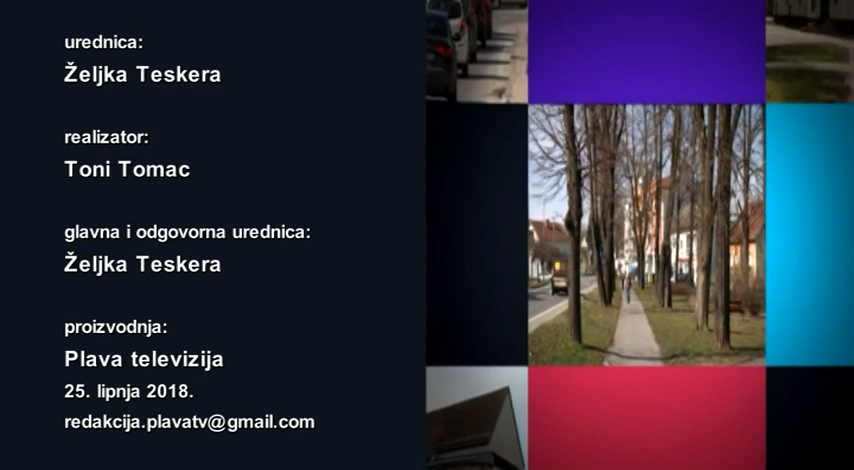 urednica:
Željka Teskera
realizator:
Toni Tomac
glavna i odgovorna urednica:
Željka Teskera
proizvodnja:
Plava televizija
25. lipnja 2018.
redakcija.plavatv@gmail.com